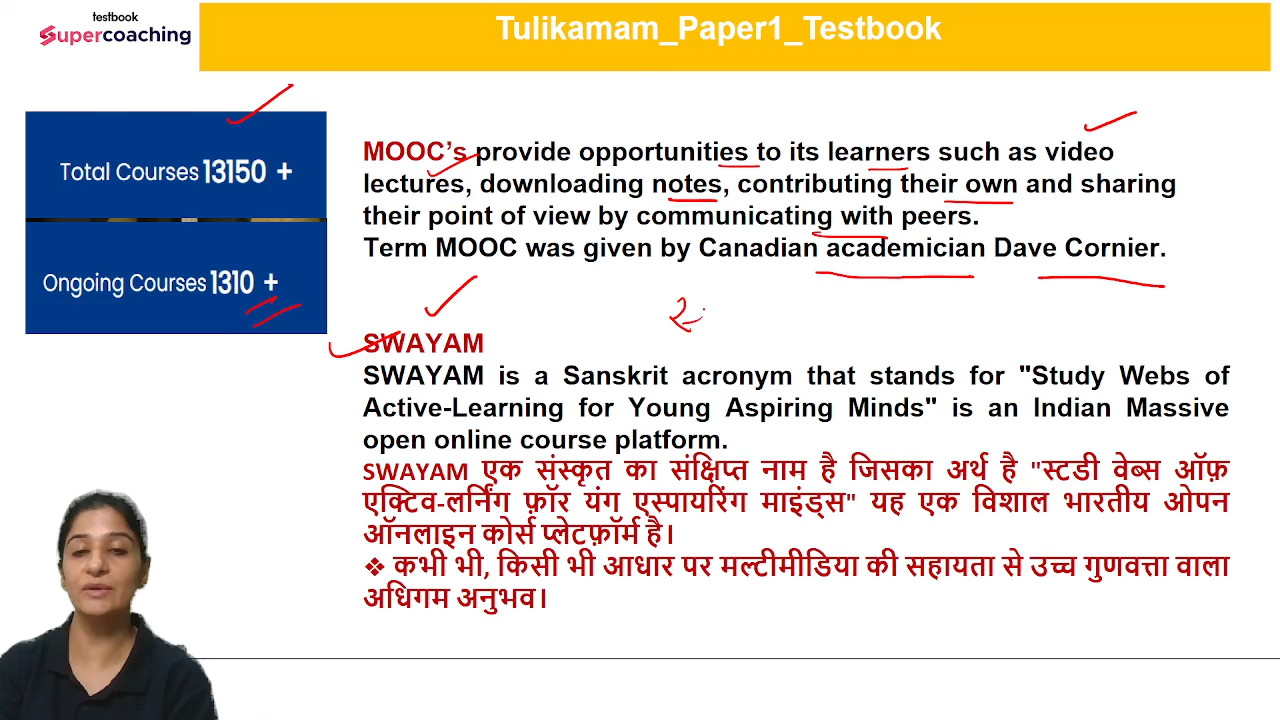 testbook
Supercoaching
Tulikamam_Paper1_Testbook
Total Courses 13150 +
Ongoing Courses 1310 +
MOOC's provide opportunities to its learners such as video
lectures, downloading notes, contributing their own and sharing
their point of view by communicating with peers.
Term MOOC was given by Canadian academician Dave Cornier.
SWAYAM
SWAYAM is a Sanskrit acronym that stands for "Study Webs of
Active-Learning for Young Aspiring Minds" is an Indian Massive
open online course platform.
SWAYAM एक संस्कृत का संक्षिप्त नाम है जिसका अर्थ है "स्टडी वेब्स ऑफ़
एक्टिव-लर्निंग फ़ॉर यंग एस्पायरिंग माइंड्स" यह एक विशाल भारतीय ओपन
ऑनलाइन कोर्स प्लेटफ़ॉर्म है।
❖ कभी भी, किसी भी आधार पर मल्टीमीडिया की सहायता से उच्च गुणवत्ता वाला
अधिगम अनुभव।